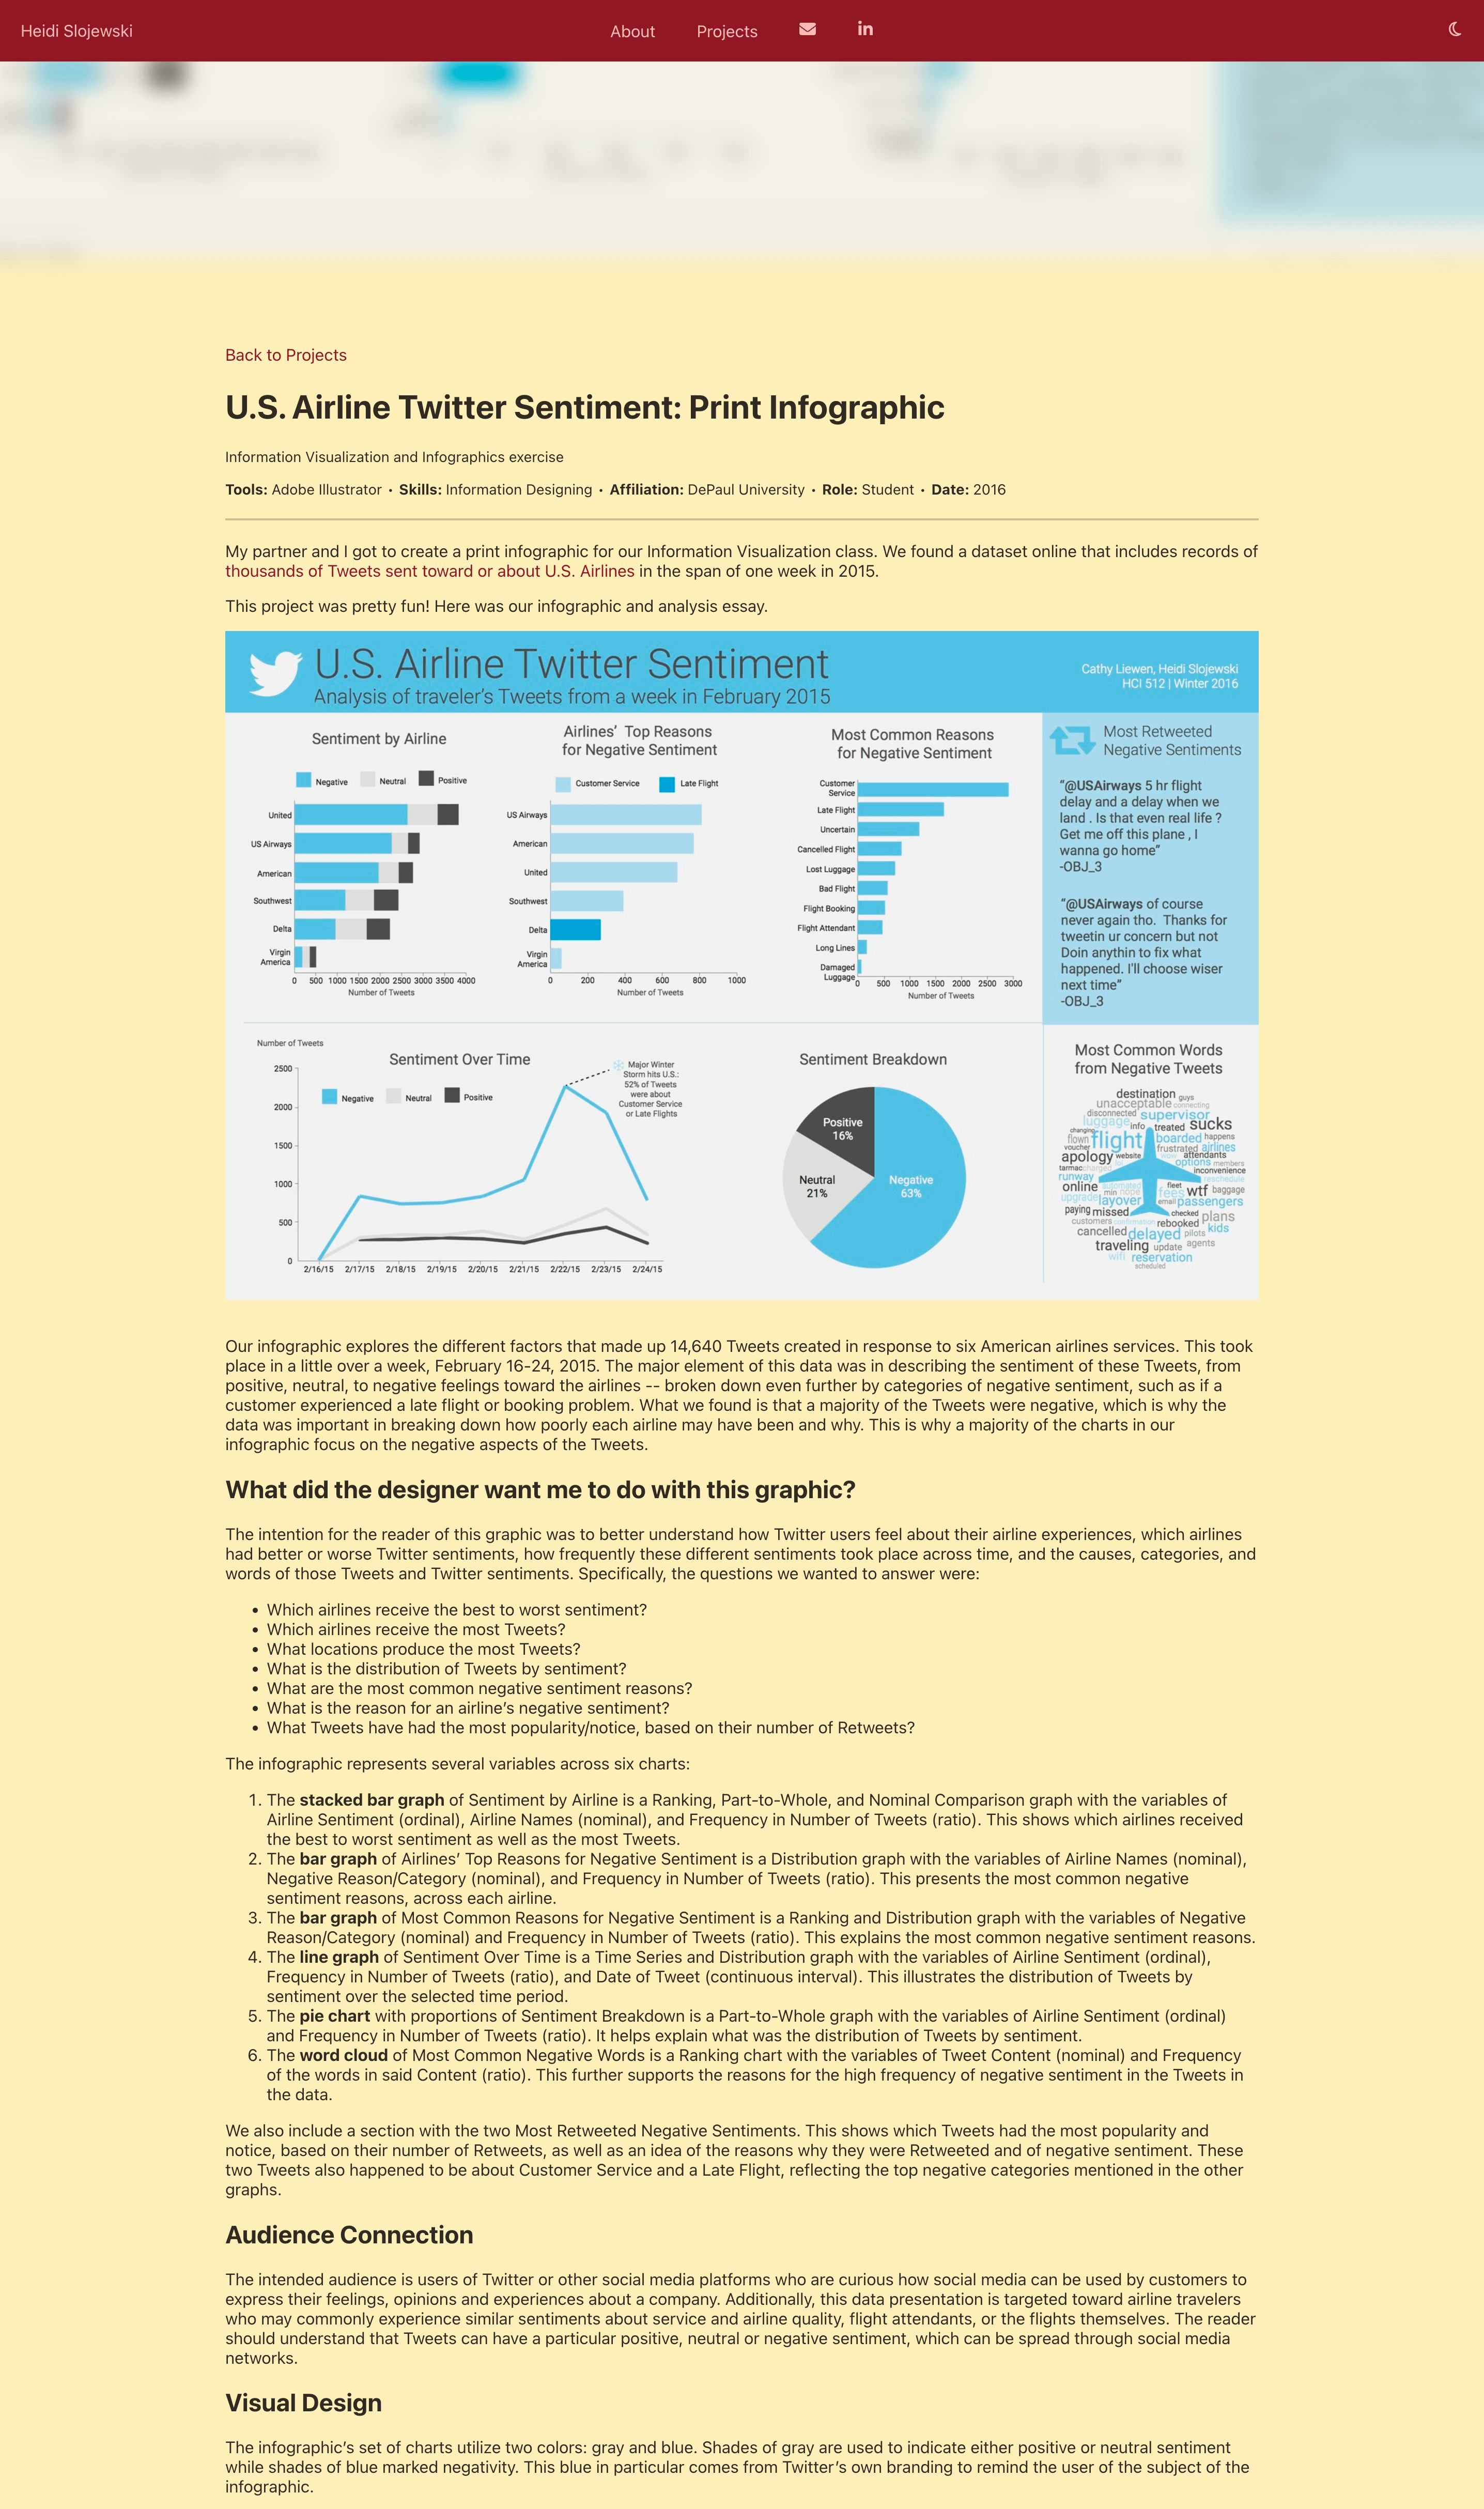 Heidi Slojewski
About
Projects
Back to Projects
U.S. Airline Twitter Sentiment: Print Infographic
Information Visualization and Infographics exercise
Tools: Adobe Illustrator • Skills: Information Designing • Affiliation: DePaul University • Role: Student • Date: 2016
My partner and I got to create a print infographic for our Information Visualization class. We found a dataset online that includes records of
thousands of Tweets sent toward or about U.S. Airlines in the span of one week in 2015.
This project was pretty fun! Here was our infographic and analysis essay.
U.S. Airline Twitter Sentiment
Analysis of traveler's Tweets from a week in February 2015
Cathy Liewen, Heidi Slojewski
HCI 512 | Winter 2016
Sentiment by Airline
Negative Neutral Positive
United
US Airways
American
Southwest
Delta
Virgin
America
0 500 1000 1500 2000 2500 3000 3500 4000
Number of Tweets
Airlines' Top Reasons
for Negative Sentiment
Customer Service Late Flight
US Airways
American
United
Southwest
Delta
Virgin
America
0 200 400 600 800 1000
Number of Tweets
Most Common Reasons
for Negative Sentiment
Customer
Service
Late Flight
Uncertain
Cancelled Flight
Lost Luggage
Bad Flight
Flight Booking
Flight Attendant
Long Lines
Damaged
Luggage
0 500 1000 1500 2000 2500 3000
Number of Tweets
Most Retweeted
Negative Sentiments
"@USAirways 5 hr flight
delay and a delay when we
land . Is that even real life ?
Get me off this plane , I
wanna go home"
-OBJ_3
"@USAirways of course
never again tho. Thanks for
tweetin ur concern but not
Doin anythin to fix what
happened. I'll choose wiser
next time"
-OBJ_3
Number of Tweets
Sentiment Over Time
Negative Neutral Positive
2500
2000
1500
1000
500
0
2/16/15 2/17/15 2/18/15 2/19/15 2/20/15 2/21/15 2/22/15 2/23/15 2/24/15
Major Winter
Storm hits U.S.:
52% of Tweets
were about
Customer Service
or Late Flights
Sentiment Breakdown
Positive
16%
Neutral
21%
Negative
63%
Most Common Words
from Negative Tweets
destination guys
unacceptable connecting
disconnected supervisor
luggage info treated sucks
changing flight boarded happens
flown frustrated airlines
voucher
apology website attendants
tarmac charged options members
runway inconvenience
online fleet reschedule
min nope fees wtf baggage
upgrade layover email passengers
paying missed checked plans
customers confirmation rebooked kids
cancelled delayed pilots
traveling update agents
wifi reservation
scheduled
Our infographic explores the different factors that made up 14,640 Tweets created in response to six American airlines services. This took
place in a little over a week, February 16-24, 2015. The major element of this data was in describing the sentiment of these Tweets, from
positive, neutral, to negative feelings toward the airlines -- broken down even further by categories of negative sentiment, such as if a
customer experienced a late flight or booking problem. What we found is that a majority of the Tweets were negative, which is why the
data was important in breaking down how poorly each airline may have been and why. This is why a majority of the charts in our
infographic focus on the negative aspects of the Tweets.
What did the designer want me to do with this graphic?
The intention for the reader of this graphic was to better understand how Twitter users feel about their airline experiences, which airlines
had better or worse Twitter sentiments, how frequently these different sentiments took place across time, and the causes, categories, and
words of those Tweets and Twitter sentiments. Specifically, the questions we wanted to answer were:
• Which airlines receive the best to worst sentiment?
• Which airlines receive the most Tweets?
• What locations produce the most Tweets?
• What is the distribution of Tweets by sentiment?
• What are the most common negative sentiment reasons?
• What is the reason for an airline's negative sentiment?
• What Tweets have had the most popularity/notice, based on their number of Retweets?
The infographic represents several variables across six charts:
1. The stacked bar graph of Sentiment by Airline is a Ranking, Part-to-Whole, and Nominal Comparison graph with the variables of
Airline Sentiment (ordinal), Airline Names (nominal), and Frequency in Number of Tweets (ratio). This shows which airlines received
the best to worst sentiment as well as the most Tweets.
2. The bar graph of Airlines' Top Reasons for Negative Sentiment is a Distribution graph with the variables of Airline Names (nominal),
Negative Reason/Category (nominal), and Frequency in Number of Tweets (ratio). This presents the most common negative
sentiment reasons, across each airline.
3. The bar graph of Most Common Reasons for Negative Sentiment is a Ranking and Distribution graph with the variables of Negative
Reason/Category (nominal) and Frequency in Number of Tweets (ratio). This explains the most common negative sentiment reasons.
4. The line graph of Sentiment Over Time is a Time Series and Distribution graph with the variables of Airline Sentiment (ordinal),
Frequency in Number of Tweets (ratio), and Date of Tweet (continuous interval). This illustrates the distribution of Tweets by
sentiment over the selected time period.
5. The pie chart with proportions of Sentiment Breakdown is a Part-to-Whole graph with the variables of Airline Sentiment (ordinal)
and Frequency in Number of Tweets (ratio). It helps explain what was the distribution of Tweets by sentiment.
6. The word cloud of Most Common Negative Words is a Ranking chart with the variables of Tweet Content (nominal) and Frequency
of the words in said Content (ratio). This further supports the reasons for the high frequency of negative sentiment in the Tweets in
the data.
We also include a section with the two Most Retweeted Negative Sentiments. This shows which Tweets had the most popularity and
notice, based on their number of Retweets, as well as an idea of the reasons why they were Retweeted and of negative sentiment. These
two Tweets also happened to be about Customer Service and a Late Flight, reflecting the top negative categories mentioned in the other
graphs.
Audience Connection
The intended audience is users of Twitter or other social media platforms who are curious how social media can be used by customers to
express their feelings, opinions and experiences about a company. Additionally, this data presentation is targeted toward airline travelers
who may commonly experience similar sentiments about service and airline quality, flight attendants, or the flights themselves. The reader
should understand that Tweets can have a particular positive, neutral or negative sentiment, which can be spread through social media
networks.
Visual Design
The infographic's set of charts utilize two colors: gray and blue. Shades of gray are used to indicate either positive or neutral sentiment
while shades of blue marked negativity. This blue in particular comes from Twitter's own branding to remind the user of the subject of the
infographic.